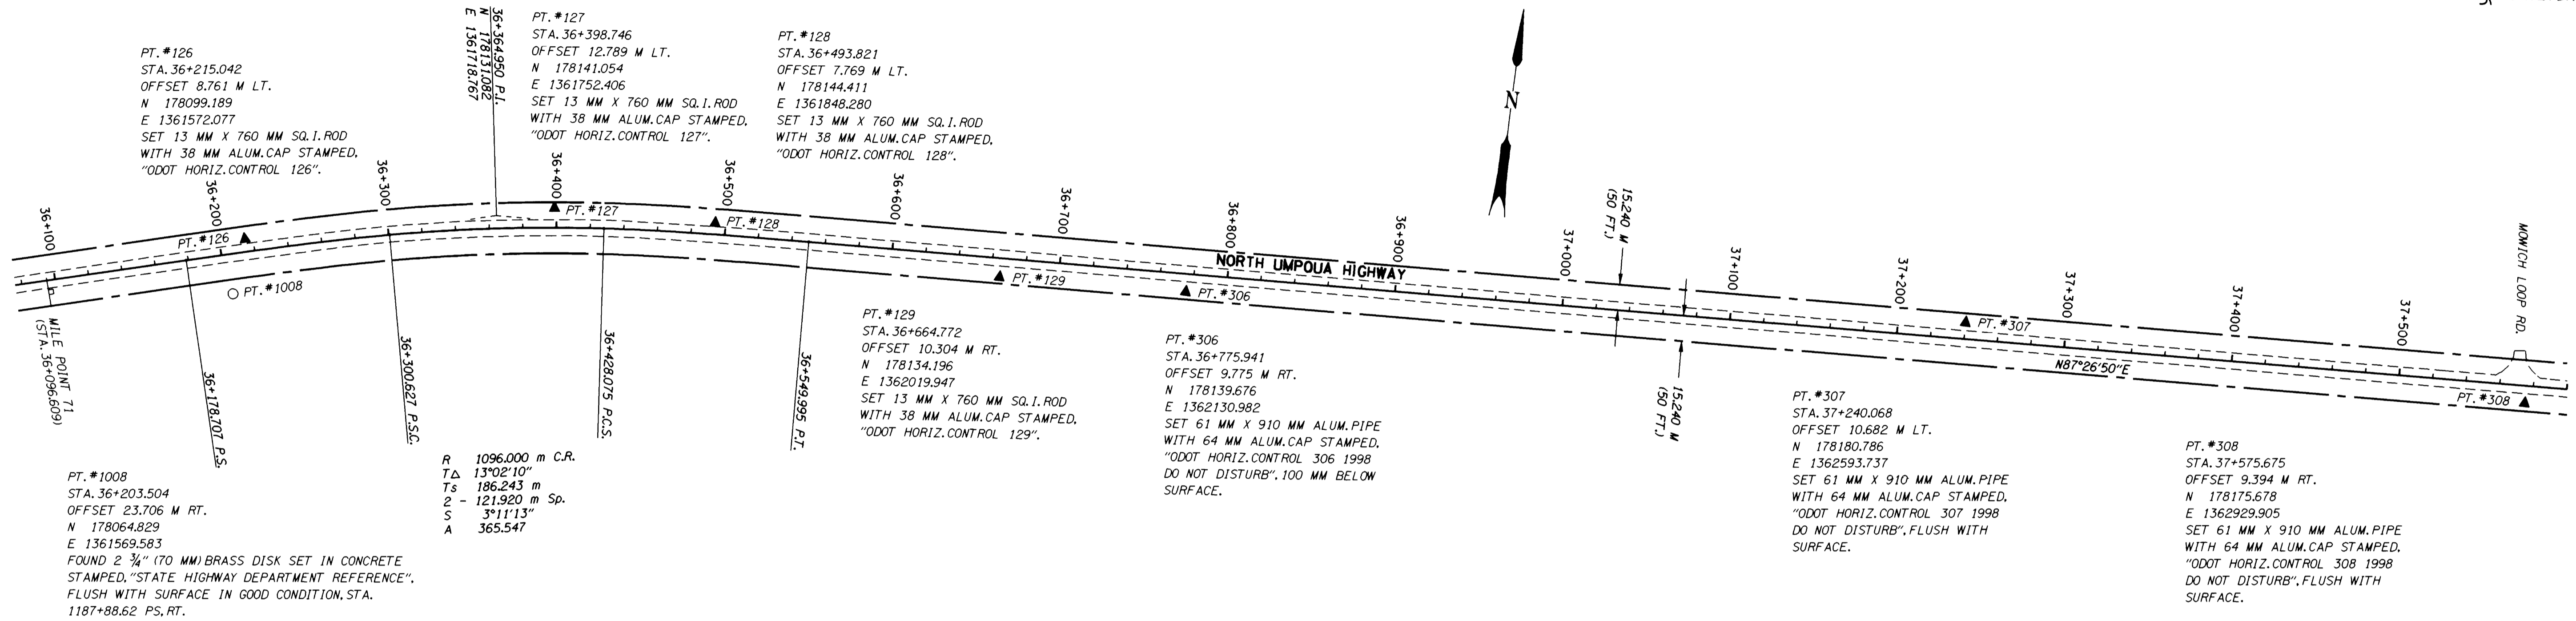 PT.#126
STA.36+215.042
OFFSET 8.761 M LT.
N 178099.189
E 1361572.077
SET 13 MM X 760 MM SQ.I.ROD
WITH 38 MM ALUM.CAP STAMPED,
"ODOT HORIZ.CONTROL 126".
36+364.950 P.I.
N 178131.082
E 1361718.767
PT.#127
STA.36+398.746
OFFSET 12.789 M LT.
N 178141.054
E 1361752.406
SET 13 MM X 760 MM SQ.I.ROD
WITH 38 MM ALUM.CAP STAMPED,
"ODOT HORIZ.CONTROL 127".
PT.#128
STA.36+493.821
OFFSET 7.769 M LT.
N 178144.411
E 1361848.280
SET 13 MM X 760 MM SQ.I.ROD
WITH 38 MM ALUM.CAP STAMPED,
"ODOT HORIZ.CONTROL 128".
N
36+100
36+200
36+300
36+400
36+500
36+600
36+700
36+800
36+900
37+000
37+100
37+200
37+300
37+400
37+500
15.240 M
(50 FT.)
MOWICH LOOP RD.
PT.#126
PT.#127
PT.#128
PT.#1008
PT.#129
PT.#306
NORTH UMPQUA HIGHWAY
PT.#307
N87°26'50"E
PT.#308
MILE POINT 71
(STA.36+096.609)
36+178.707 P.S.
36+300.627 P.S.C.
36+428.075 P.C.S.
36+549.995 P.T.
15.240 M
(50 FT.)
PT.#1008
STA.36+203.504
OFFSET 23.706 M RT.
N 178064.829
E 1361569.583
FOUND 2 3/4" (70 MM) BRASS DISK SET IN CONCRETE
STAMPED,"STATE HIGHWAY DEPARTMENT REFERENCE".
FLUSH WITH SURFACE IN GOOD CONDITION,STA.
1187+88.62 PS,RT.
R 1096.000 m C.R.
TΔ 13°02'10"
Ts 186.243 m
2 - 121.920 m Sp.
S 3°11'13"
A 365.547
PT.#129
STA.36+664.772
OFFSET 10.304 M RT.
N 178134.196
E 1362019.947
SET 13 MM X 760 MM SQ.I.ROD
WITH 38 MM ALUM.CAP STAMPED,
"ODOT HORIZ.CONTROL 129".
PT.#306
STA.36+775.941
OFFSET 9.775 M RT.
N 178139.676
E 1362130.982
SET 61 MM X 910 MM ALUM.PIPE
WITH 64 MM ALUM.CAP STAMPED,
"ODOT HORIZ.CONTROL 306 1998
DO NOT DISTURB",100 MM BELOW
SURFACE.
PT.#307
STA.37+240.068
OFFSET 10.682 M LT.
N 178180.786
E 1362593.737
SET 61 MM X 910 MM ALUM.PIPE
WITH 64 MM ALUM.CAP STAMPED,
"ODOT HORIZ.CONTROL 307 1998
DO NOT DISTURB",FLUSH WITH
SURFACE.
PT.#308
STA.37+575.675
OFFSET 9.394 M RT.
N 178175.678
E 1362929.905
SET 61 MM X 910 MM ALUM.PIPE
WITH 64 MM ALUM.CAP STAMPED,
"ODOT HORIZ.CONTROL 308 1998
DO NOT DISTURB",FLUSH WITH
SURFACE.